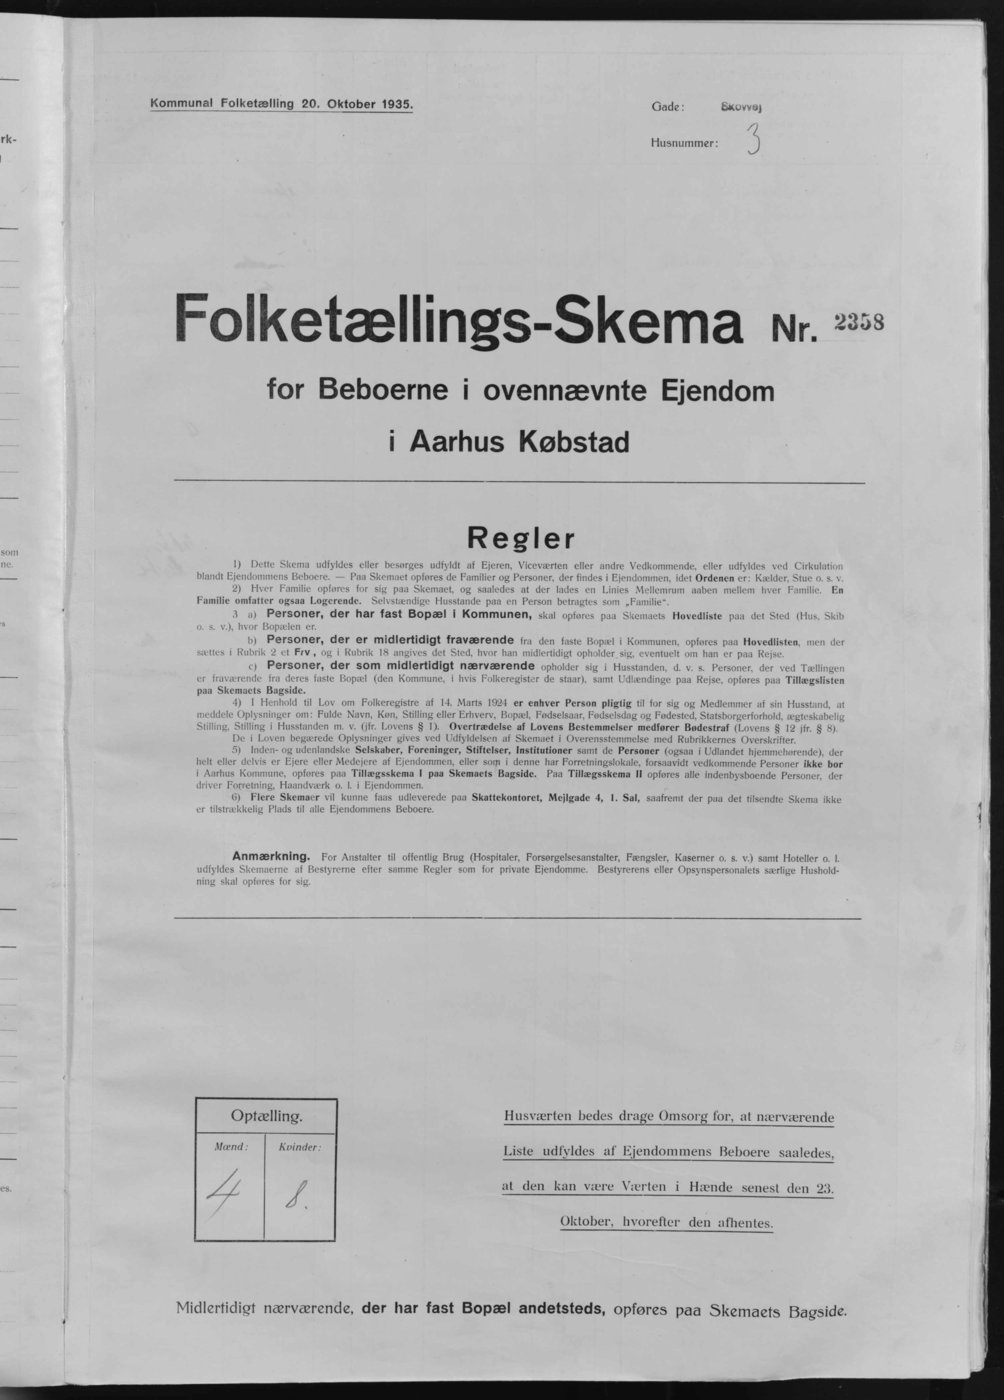 Kommunal Folketælling 20. Oktober 1935.
Gade: Skovvej
Husnummer: 3
Folketællings-Skema Nr. 2358
for Beboerne i ovennævnte Ejendom
i Aarhus Købstad
Regler
1) Dette Skema udfyldes eller besørges udfyldt af Ejeren, Viceværten eller andre Vedkommende, eller udfyldes ved Cirkulation
blandt Ejendommens Beboere. — Paa Skemaet opføres de Familier og Personer, der findes i Ejendommen, idet Ordenen er: Kælder, Stue o. s. v.
2) Hver Familie opføres for sig paa Skemaet, og saaledes at der lades en Linies Mellemrum aaben mellem hver Familie. En
Familie omfatter ogsaa Logerende. Selvstændige Husstande paa en Person betragtes som „Familie“.
3 a) Personer, der har fast Bopæl i Kommunen, skal opføres paa Skemaets Hovedliste paa det Sted (Hus, Skib
o. s. v.), hvor Bopælen er.
b) Personer, der er midlertidigt fraværende fra den faste Bopæl i Kommunen, opføres paa Hovedlisten, men der
sættes i Rubrik 2 et Frv, og i Rubrik 18 angives det Sted, hvor han midlertidigt opholder sig, eventuelt om han er paa Rejse.
c) Personer, der som midlertidigt nærværende opholder sig i Husstanden, d. v. s. Personer, der ved Tællingen
er fraværende fra deres faste Bopæl (den Kommune, i hvis Folkeregister de staar), samt Udlændinge paa Rejse, opføres paa Tillægslisten
paa Skemaets Bagside.
4) I Henhold til Lov om Folkeregistre af 14. Marts 1924 er enhver Person pligtig til for sig og Medlemmer af sin Husstand, at
meddele Oplysninger om: Fulde Navn, Køn, Stilling eller Erhverv, Bopæl, Fødselsaar, Fødselsdag og Fødested, Statsborgerforhold, ægteskabelig
Stilling, Stilling i Husstanden m. v. (jfr. Lovens § 1). Overtrædelse af Lovens Bestemmelser medfører Bødestraf (Lovens § 12 jfr. § 8).
De i Loven begærede Oplysninger gives ved Udfyldelsen af Skemaet i Overensstemmelse med Rubrikkernes Overskrifter.
5) Inden- og udenlandske Selskaber, Foreninger, Stiftelser, Institutioner samt de Personer (ogsaa i Udlandet hjemmehørende), der
helt eller delvis er Ejere eller Medejere af Ejendommen, eller som i denne har Forretningslokale, forsaavidt vedkommende Personer ikke bor
i Aarhus Kommune, opføres paa Tillægsskema I paa Skemaets Bagside. Paa Tillægsskema II opføres alle indenbysboende Personer, der
driver Forretning, Haandværk o. l. i Ejendommen.
6) Flere Skemaer vil kunne faas udleverede paa Skattekontoret, Mejlgade 4, 1. Sal, saafremt der paa det tilsendte Skema ikke
er tilstrækkelig Plads til alle Ejendommens Beboere.
Anmærkning. For Anstalter til offentlig Brug (Hospitaler, Forsørgelsesanstalter, Fængsler, Kaserner o. s. v.) samt Hoteller o. l.
udfyldes Skemaerne af Bestyrerne efter samme Regler som for private Ejendomme. Bestyrerens eller Opsynspersonalets særlige Hushold-
ning skal opføres for sig.
Optælling.
Mænd: Kvinder:
4 8.
Husværten bedes drage Omsorg for, at nærværende
Liste udfyldes af Ejendommens Beboere saaledes,
at den kan være Værten i Hænde senest den 23.
Oktober, hvorefter den afhentes.
Midlertidigt nærværende, der har fast Bopæl andetsteds, opføres paa Skemaets Bagside.